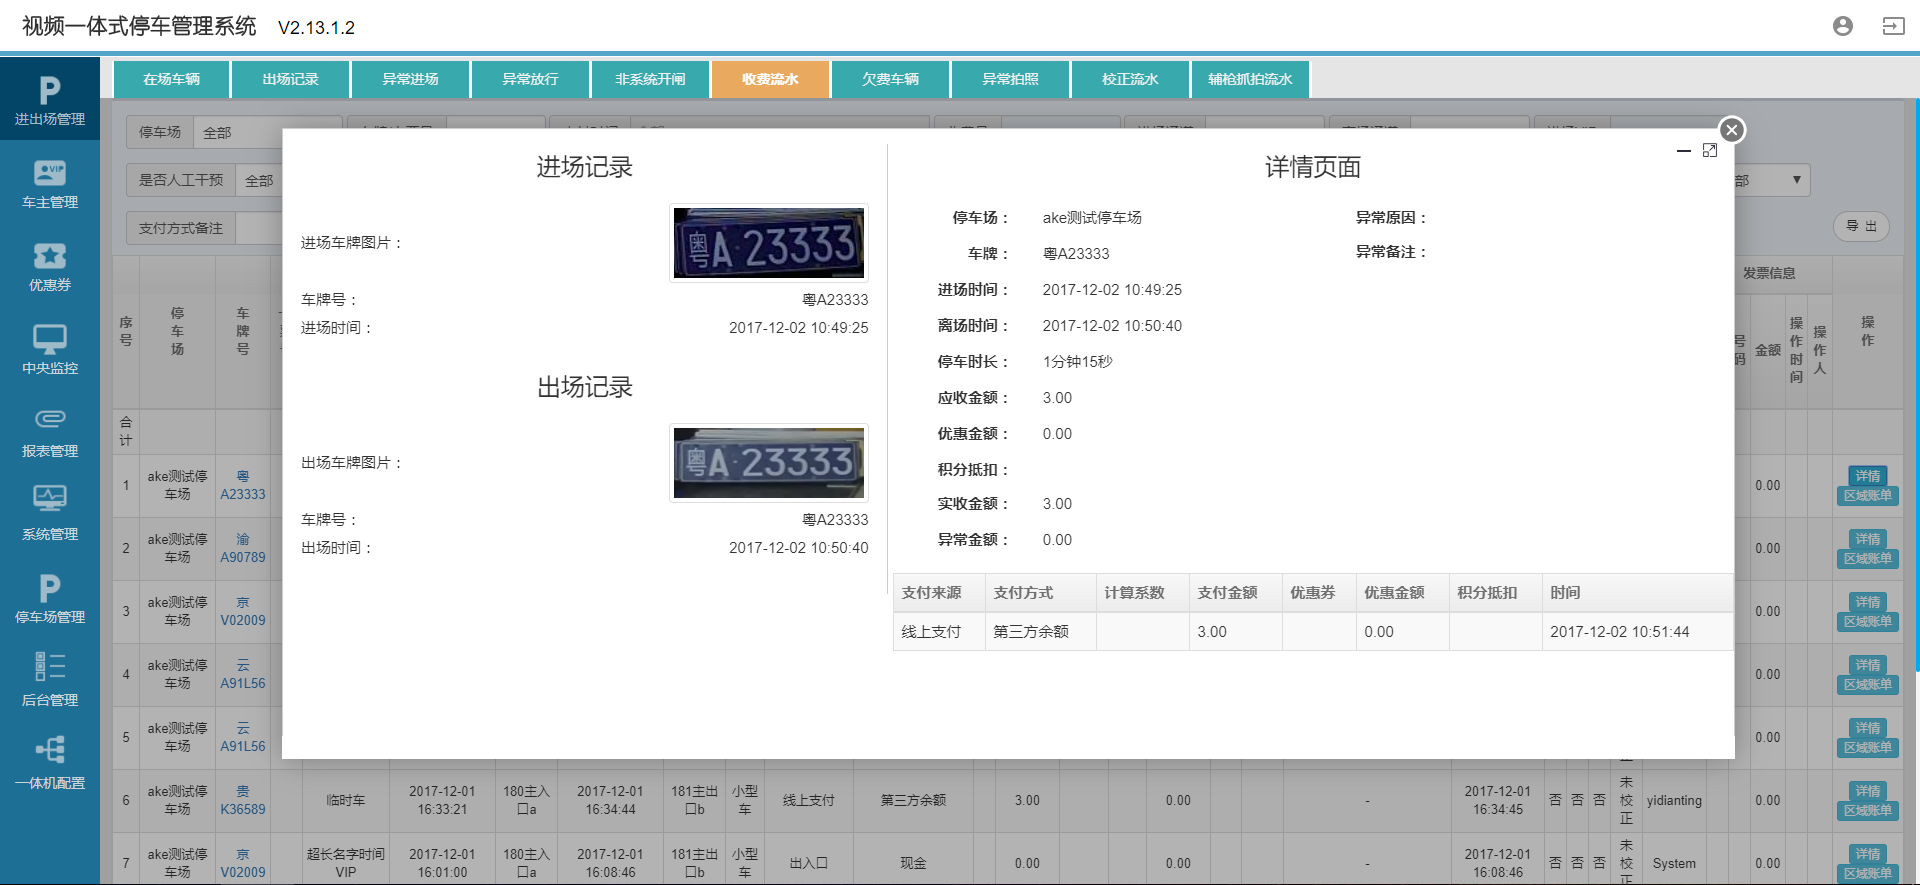 视频一体式停车管理系统 V2.13.1.2
在场车辆 出场记录 异常进场 异常放行 非系统开闸 收费流水 欠费车辆 异常拍照 校正流水 辅枪抓拍流水
进出场管理
车主管理
优惠券
中央监控
报表管理
系统管理
停车场管理
后台管理
一体机配置
停车场 全部
是否人工干预 全部
支付方式备注
部
导 出
进场记录
进场车牌图片：
粤A·23333
车牌号： 粤A23333
进场时间： 2017-12-02 10:49:25
出场记录
出场车牌图片：
粤A·23333
车牌号： 粤A23333
出场时间： 2017-12-02 10:50:40
详情页面
停车场： ake测试停车场 异常原因：
车牌： 粤A23333 异常备注：
进场时间： 2017-12-02 10:49:25
离场时间： 2017-12-02 10:50:40
停车时长： 1分钟15秒
应收金额： 3.00
优惠金额： 0.00
积分抵扣：
实收金额： 3.00
异常金额： 0.00
支付来源 支付方式 计算系数 支付金额 优惠券 优惠金额 积分抵扣 时间
线上支付 第三方余额 3.00 0.00 2017-12-02 10:51:44
发票信息
序号 停车场 车牌号 号码 金额 操作时间 操作人 操作
合计
1 ake测试停车场 粤A23333 0.00 详情 区域账单
2 ake测试停车场 渝A90789 0.00 详情 区域账单
3 ake测试停车场 京V02009 0.00 详情 区域账单
4 ake测试停车场 云A91L56 0.00 详情 区域账单
5 ake测试停车场 云A91L56 0.00 详情 区域账单
6 ake测试停车场 贵K36589 临时车 2017-12-01 16:33:21 180主入口a 2017-12-01 16:34:44 181主出口b 小型车 线上支付 第三方余额 3.00 0.00 - 2017-12-01 16:34:45 否 否 否 未校正 yidianting 0.00 详情 区域账单
7 ake测试停车场 京V02009 超长名字时间VIP 2017-12-01 16:01:00 180主入口a 2017-12-01 16:08:46 181主出口b 小型车 出入口 现金 0.00 0.00 - 2017-12-01 16:08:46 否 否 否 未校正 System 0.00 详情 区域账单